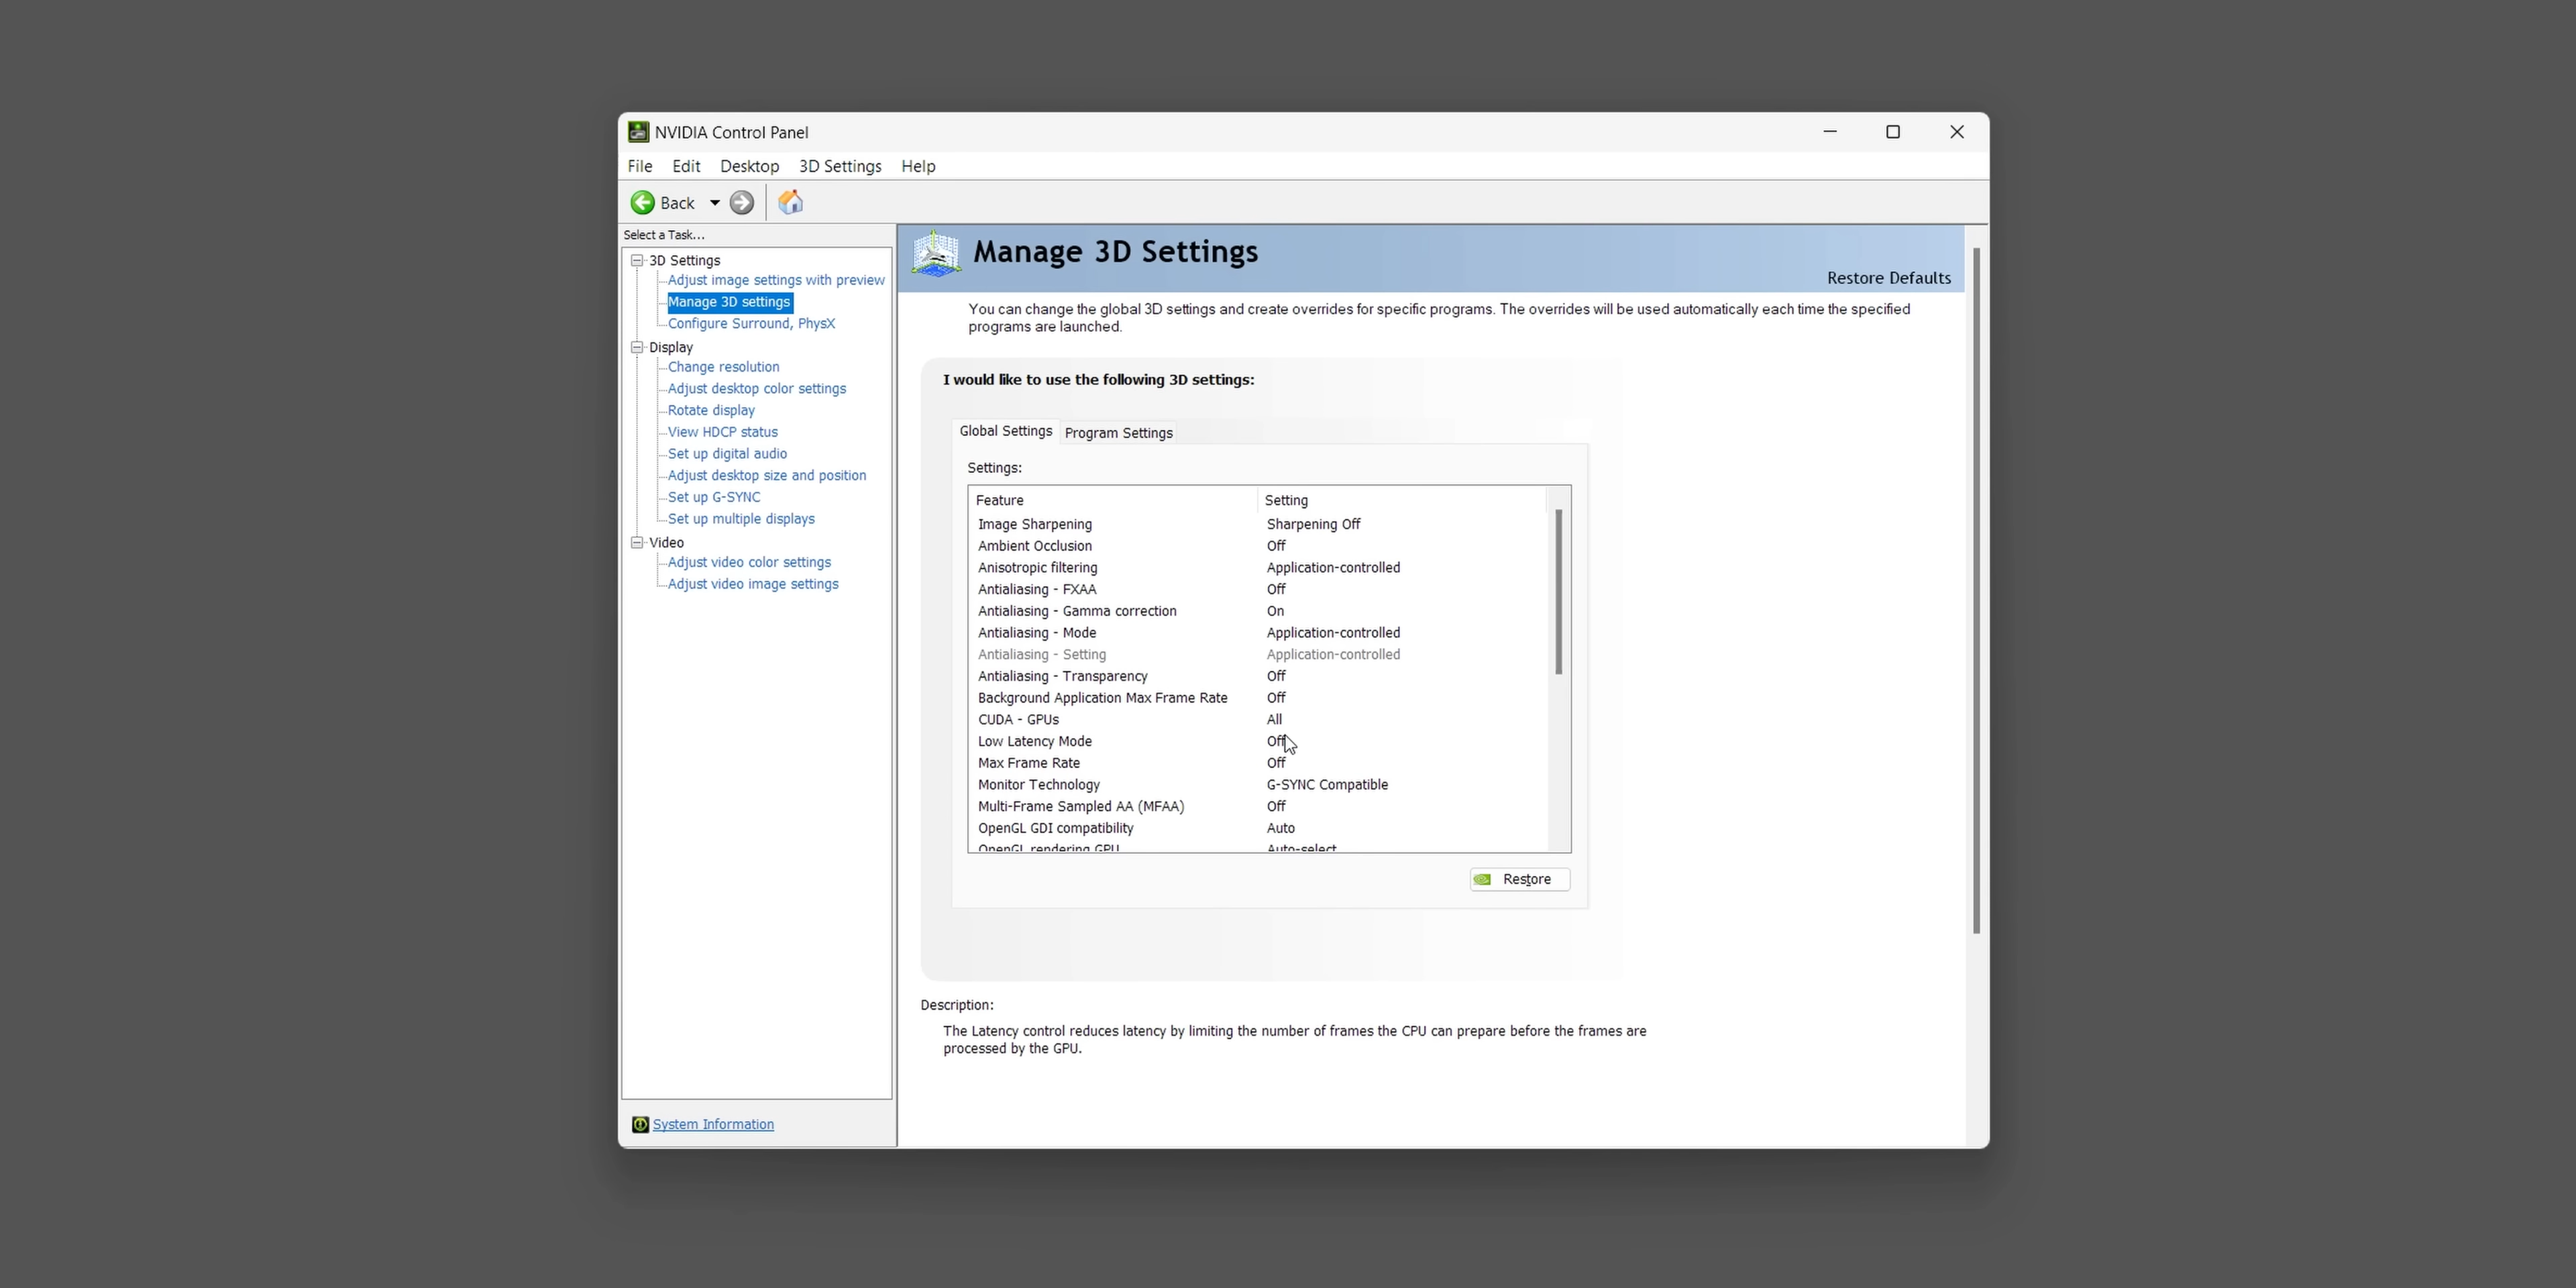 NVIDIA Control Panel
File Edit Desktop 3D Settings Help
Back
Select a Task...
3D Settings
Adjust image settings with preview
Manage 3D settings
Configure Surround, PhysX
Display
Change resolution
Adjust desktop color settings
Rotate display
View HDCP status
Set up digital audio
Adjust desktop size and position
Set up G-SYNC
Set up multiple displays
Video
Adjust video color settings
Adjust video image settings
System Information
Manage 3D Settings
Restore Defaults
You can change the global 3D settings and create overrides for specific programs. The overrides will be used automatically each time the specified
programs are launched.
I would like to use the following 3D settings:
Global Settings Program Settings
Settings:
Feature Setting
Image Sharpening Sharpening Off
Ambient Occlusion Off
Anisotropic filtering Application-controlled
Antialiasing - FXAA Off
Antialiasing - Gamma correction On
Antialiasing - Mode Application-controlled
Antialiasing - Setting Application-controlled
Antialiasing - Transparency Off
Background Application Max Frame Rate Off
CUDA - GPUs All
Low Latency Mode Off
Max Frame Rate Off
Monitor Technology G-SYNC Compatible
Multi-Frame Sampled AA (MFAA) Off
OpenGL GDI compatibility Auto
OpenGL rendering GPU Auto-select
Restore
Description:
The Latency control reduces latency by limiting the number of frames the CPU can prepare before the frames are
processed by the GPU.